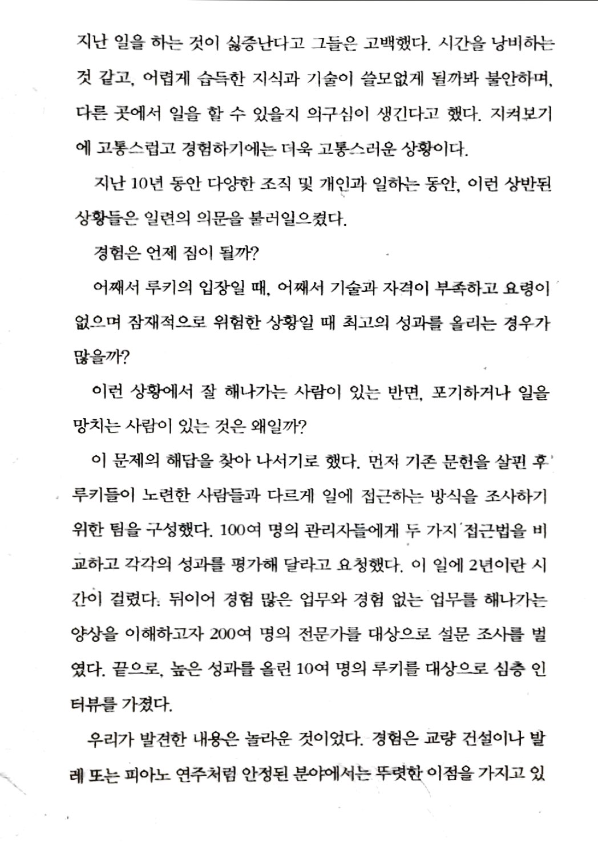 지난 일을 하는 것이 싫증난다고 그들은 고백했다. 시간을 낭비하는
것 같고, 어렵게 습득한 지식과 기술이 쓸모없게 될까봐 불안하며,
다른 곳에서 일을 할 수 있을지 의구심이 생긴다고 했다. 지켜보기
에 고통스럽고 경험하기에는 더욱 고통스러운 상황이다.
지난 10년 동안 다양한 조직 및 개인과 일하는 동안, 이런 상반된
상황들은 일련의 의문을 불러일으켰다.
경험은 언제 짐이 될까?
어째서 루키의 입장일 때, 어째서 기술과 자격이 부족하고 요령이
없으며 잠재적으로 위험한 상황일 때 최고의 성과를 올리는 경우가
많을까?
이런 상황에서 잘 해나가는 사람이 있는 반면, 포기하거나 일을
망치는 사람이 있는 것은 왜일까?
이 문제의 해답을 찾아 나서기로 했다. 먼저 기존 문헌을 살핀 후
루키들이 노련한 사람들과 다르게 일에 접근하는 방식을 조사하기
위한 팀을 구성했다. 100여 명의 관리자들에게 두 가지 접근법을 비
교하고 각각의 성과를 평가해 달라고 요청했다. 이 일에 2년이란 시
간이 걸렸다. 뒤이어 경험 많은 업무와 경험 없는 업무를 해나가는
양상을 이해하고자 200여 명의 전문가를 대상으로 설문 조사를 벌
였다. 끝으로, 높은 성과를 올린 10여 명의 루키를 대상으로 심층 인
터뷰를 가졌다.
우리가 발견한 내용은 놀라운 것이었다. 경험은 교량 건설이나 발
레 또는 피아노 연주처럼 안정된 분야에서는 뚜렷한 이점을 가지고 있